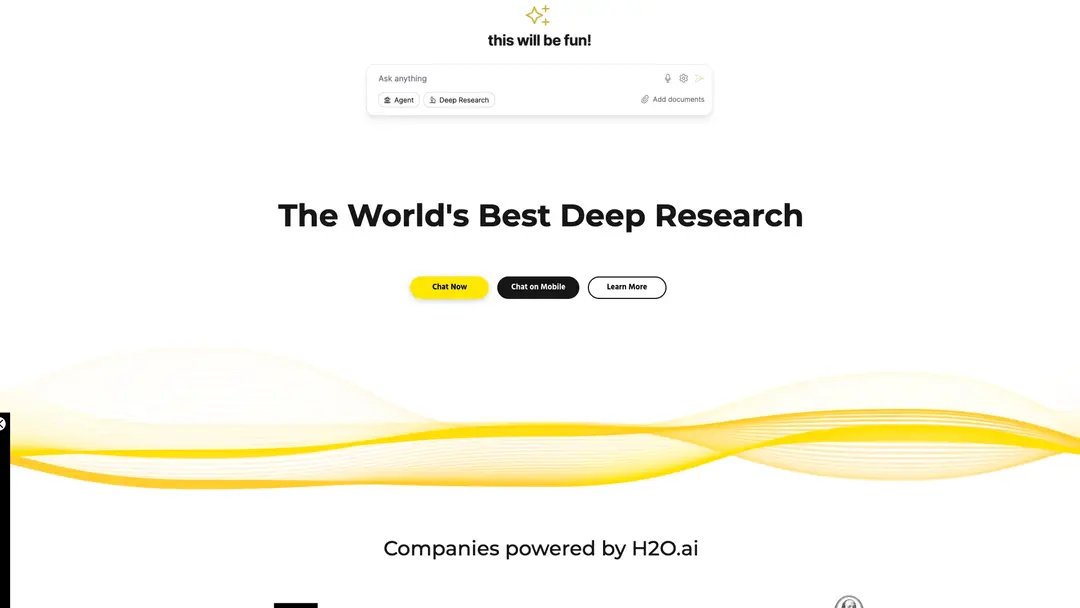 this will be fun!
Ask anything
Agent
Deep Research
Add documents
The World's Best Deep Research
Chat Now
Chat on Mobile
Learn More
Companies powered by H2O.ai